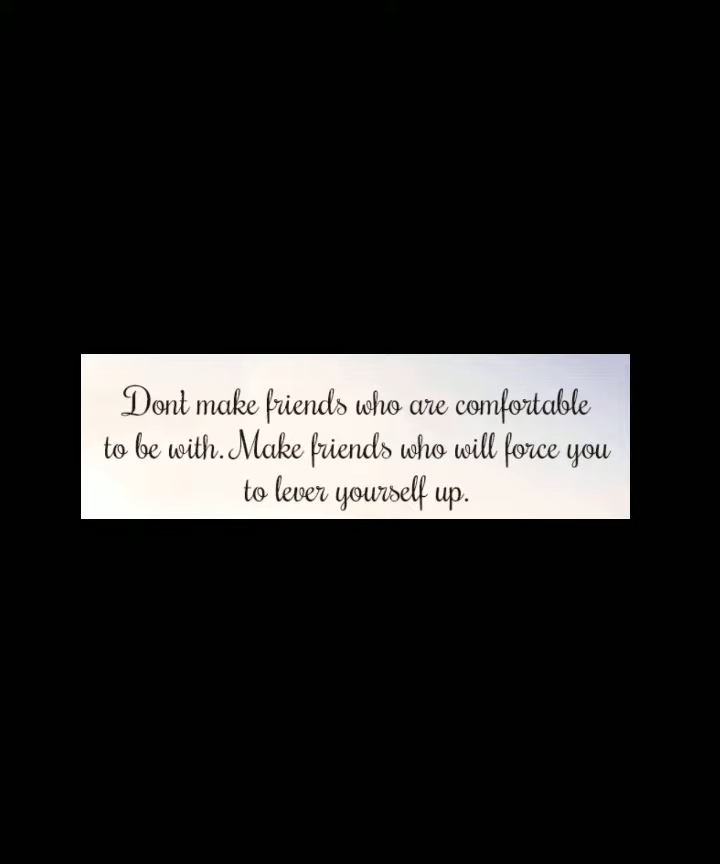 Dont make friends who are comfortable
to be with. Make friends who will force you
to lever yourself up.